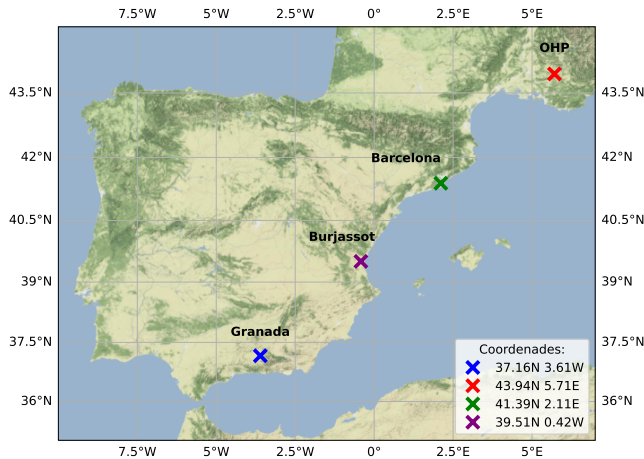 7.5°W 5°W 2.5°W 0° 2.5°E 5°E
OHP
43.5°N 43.5°N
Barcelona
42°N 42°N
40.5°N 40.5°N
Burjassot
39°N 39°N
Granada
37.5°N 37.5°N
Coordenades:
37.16N 3.61W
43.94N 5.71E
41.39N 2.11E
39.51N 0.42W
36°N 36°N
7.5°W 5°W 2.5°W 0° 2.5°E 5°E